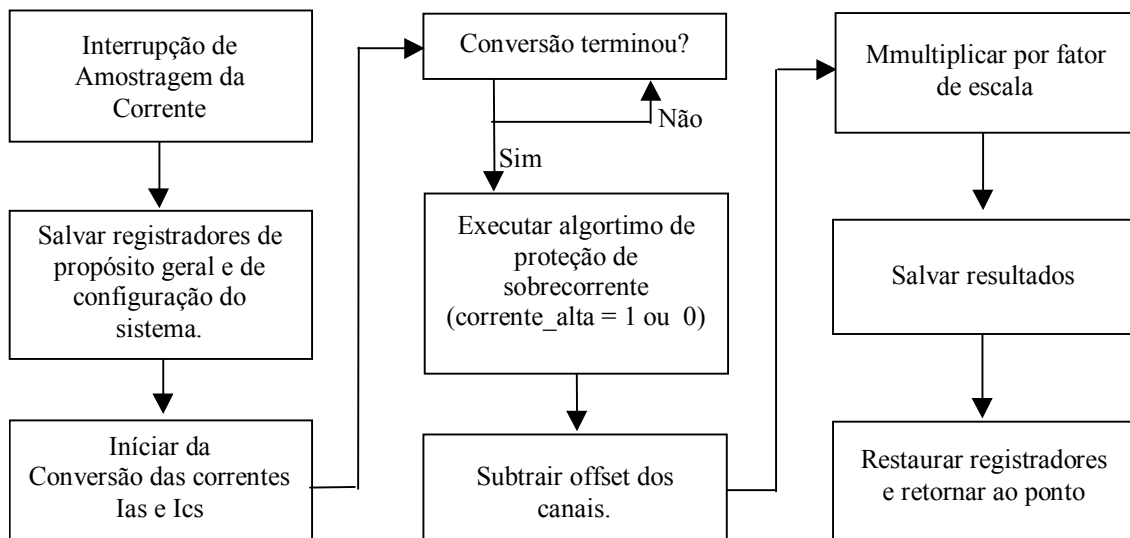 Interrupção de
Amostragem da
Corrente
Salvar registradores de
propósito geral e de
configuração do
sistema.
Iníciar da
Conversão das correntes
Ias e Ics
Conversão terminou?
Não
Sim
Executar algortimo de
proteção de
sobrecorrente
(corrente_alta = 1 ou  0)
Subtrair offset dos
canais.
Mmultiplicar por fator
de escala
Salvar resultados
Restaurar registradores
e retornar ao ponto